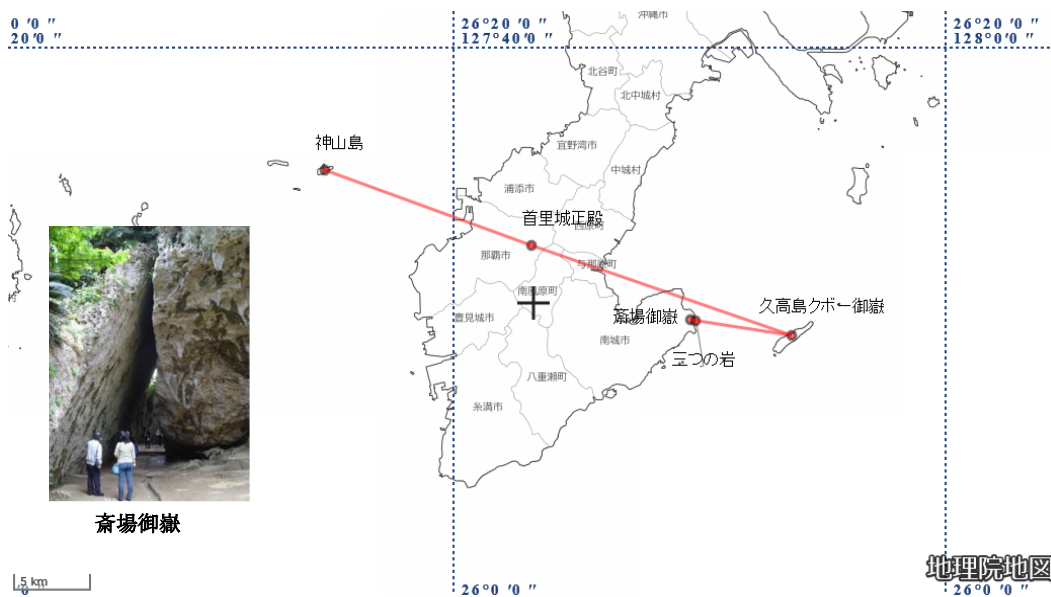 0 '0 "
20'0 "
26°20 '0 "
127°40 '0 "
26°20 '0 "
128°0 '0 "
沖縄市
北谷町
北中城村
神山島
宜野湾市
中城村
浦添市
首里城正殿
西原町
那覇市
与那原町
南風原町
久高島クボー御嶽
豊見城市
斎場御嶽
南城市
三つの岩
八重瀬町
糸満市
村
斎場御嶽
5 km
'0 "
26°0 '0 "
26°0 '0 "
128°0 '0 "
地理院地図